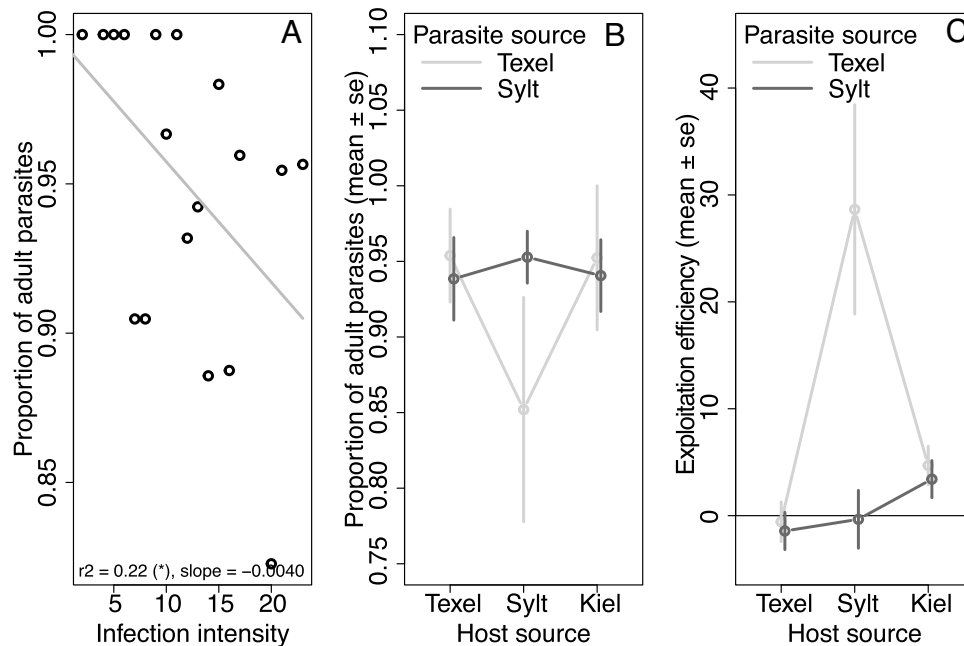 A
Proportion of adult parasites
1.00
0.95
0.90
0.85
r2 = 0.22 (*), slope = −0.0040
5 10 15 20
Infection intensity
B
Parasite source
Texel
Sylt
Proportion of adult parasites (mean ± se)
1.10
1.05
1.00
0.95
0.90
0.85
0.80
0.75
Texel Sylt Kiel
Host source
C
Parasite source
Texel
Sylt
Exploitation efficiency (mean ± se)
40
30
20
10
0
Texel Sylt Kiel
Host source